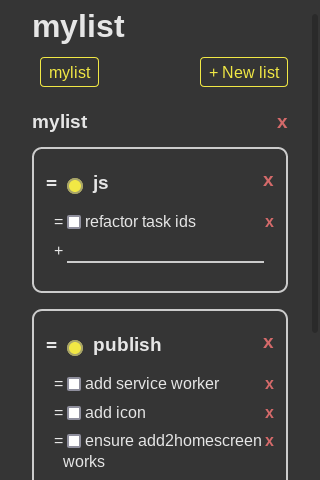 mylist
mylist + New list
mylist x
= js x
= refactor task ids x
+
= publish x
= add service worker x
= add icon x
= ensure add2homescreen x
works